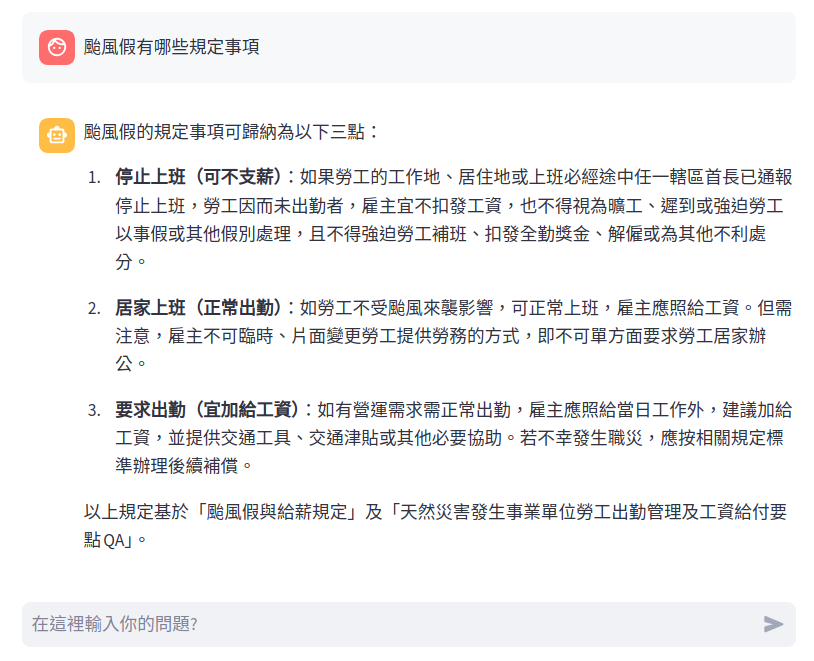 颱風假有哪些規定事項
颱風假的規定事項可歸納為以下三點：
1. 停止上班（可不支薪）：如果勞工的工作地、居住地或上班必經途中任一轄區首長已通報
停止上班，勞工因而未出勤者，雇主宜不扣發工資，也不得視為曠工、遲到或強迫勞工
以事假或其他假別處理，且不得強迫勞工補班、扣發全勤獎金、解僱或為其他不利處
分。
2. 居家上班（正常出勤）：如勞工不受颱風來襲影響，可正常上班，雇主應照給工資。但需
注意，雇主不可臨時、片面變更勞工提供勞務的方式，即不可單方面要求勞工居家辦
公。
3. 要求出勤（宜加給工資）：如有營運需求需正常出勤，雇主應照給當日工作外，建議加給
工資，並提供交通工具、交通津貼或其他必要協助。若不幸發生職災，應按相關規定標
準辦理後續補償。
以上規定基於「颱風假與給薪規定」及「天然災害發生事業單位勞工出勤管理及工資給付要
點QA」。
在這裡輸入你的問題?